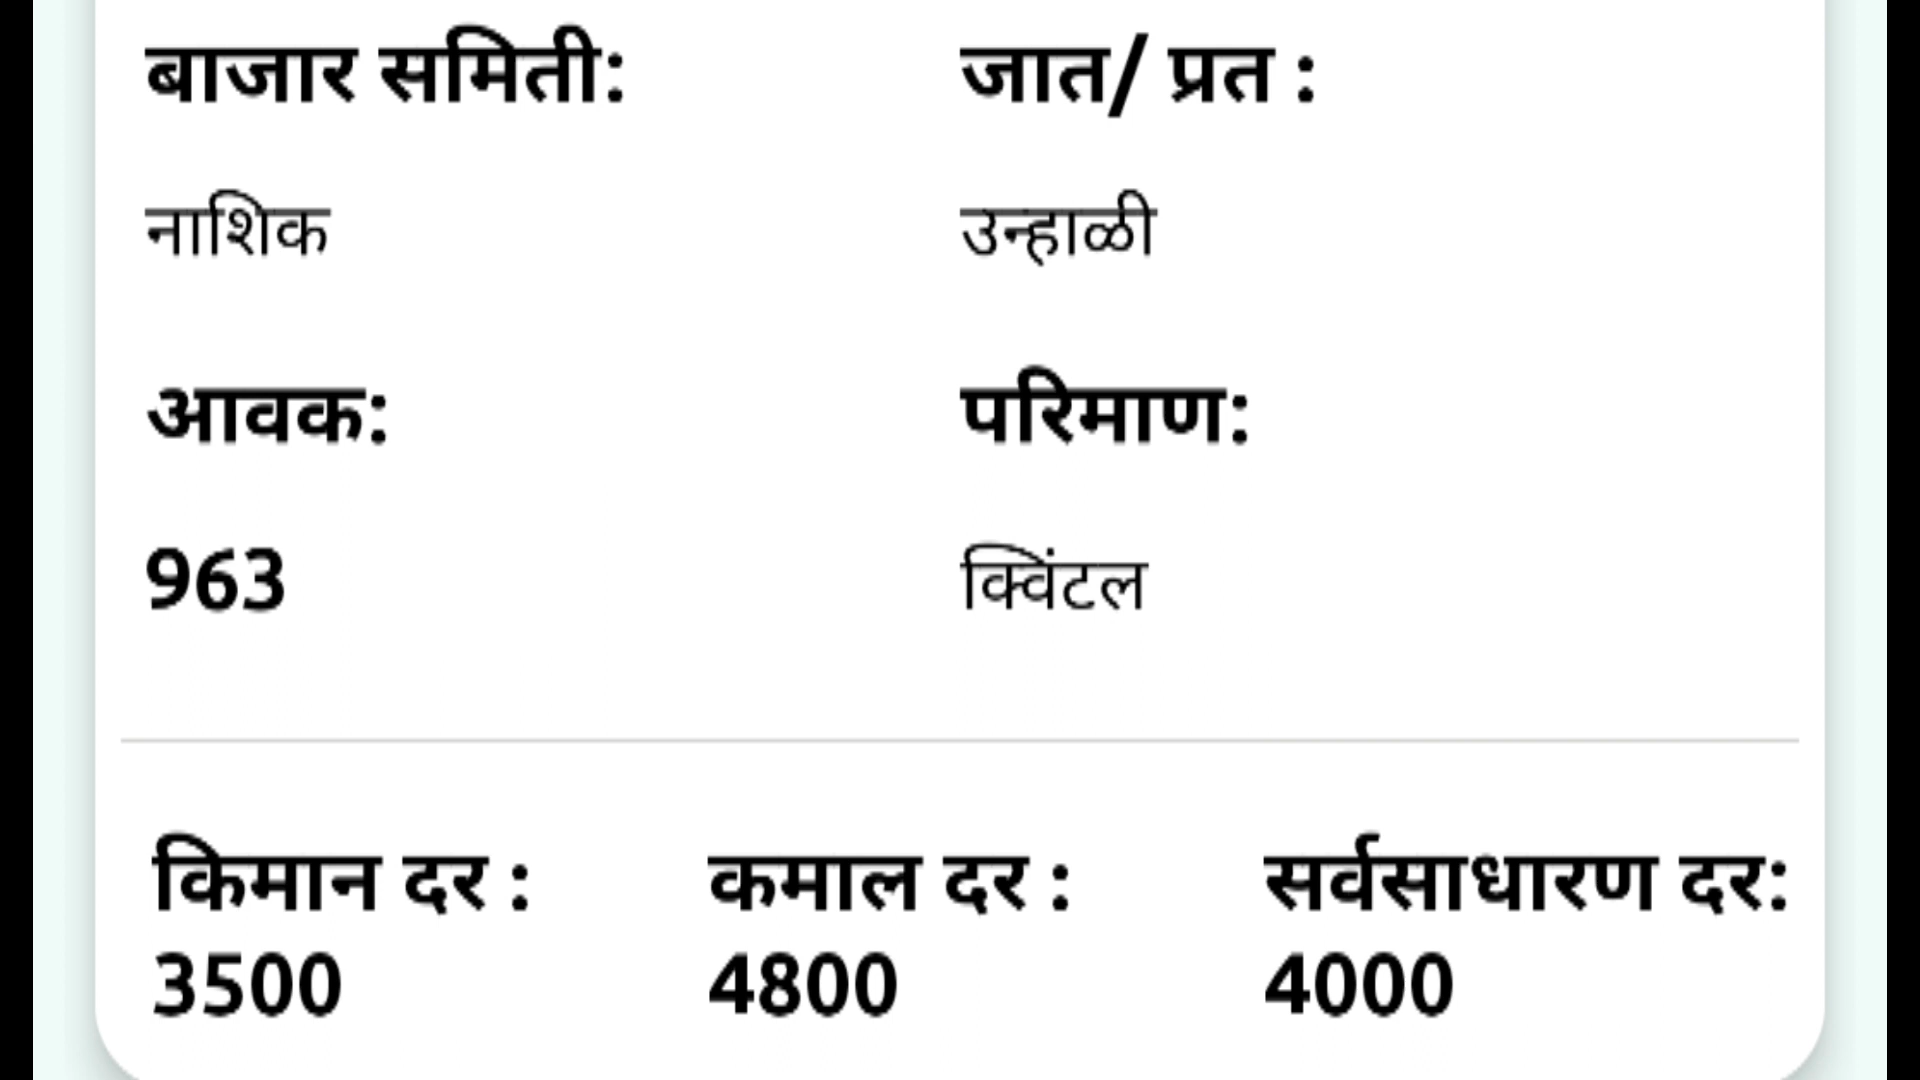 बाजार समिती: जात/ प्रत :
नाशिक उन्हाळी
आवक: परिमाण:
963 क्विंटल
किमान दर : कमाल दर : सर्वसाधारण दर:
3500 4800 4000